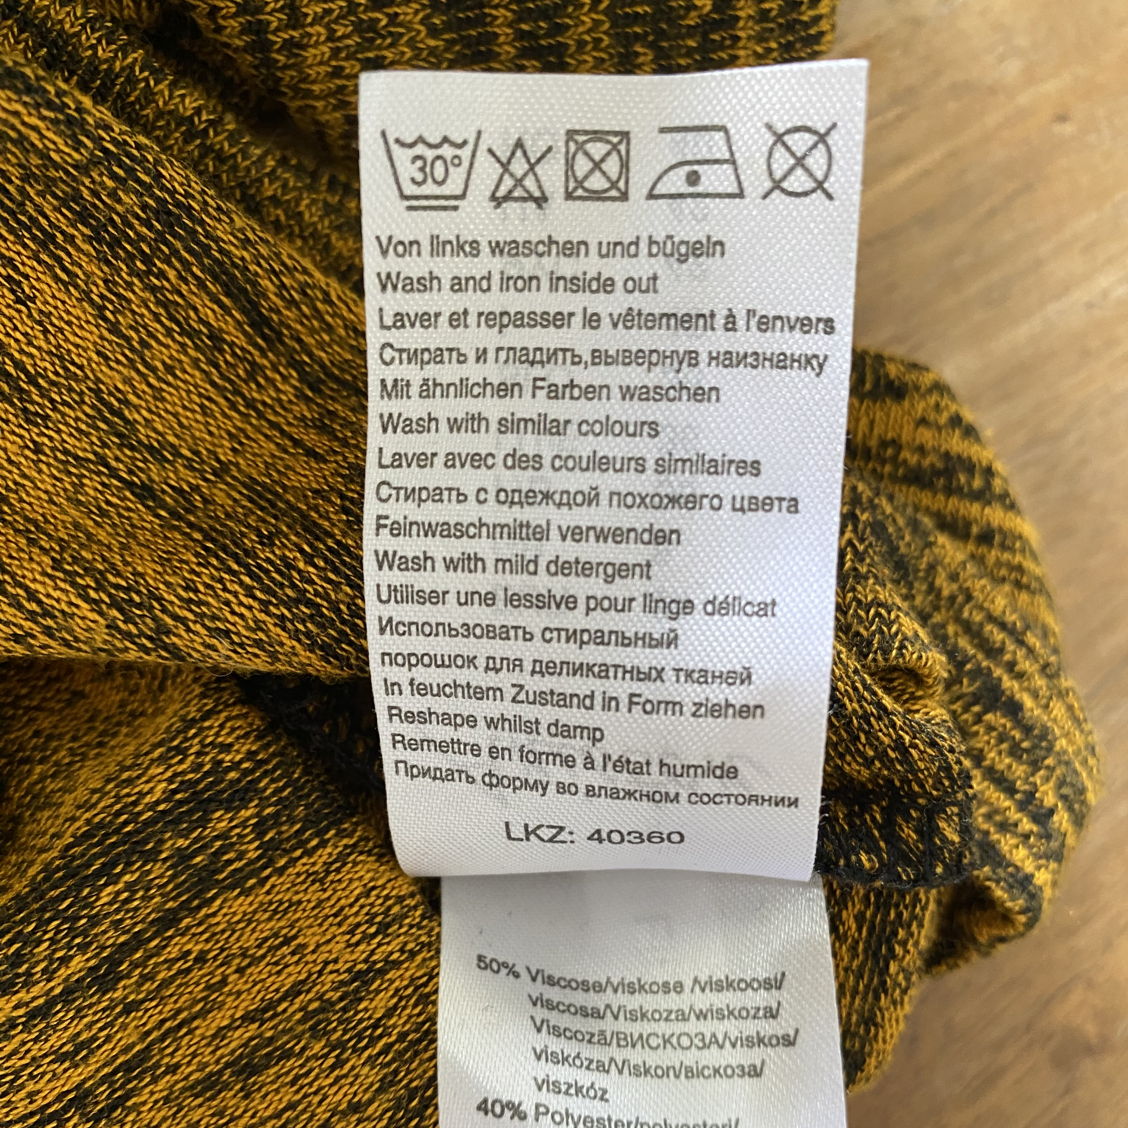 30°
Von links waschen und bügeln
Wash and iron inside out
Laver et repasser le vêtement à l'envers
Стирать и гладить,вывернув наизнанку
Mit ähnlichen Farben waschen
Wash with similar colours
Laver avec des couleurs similaires
Стирать с одеждой похожего цвета
Feinwaschmittel verwenden
Wash with mild detergent
Utiliser une lessive pour linge délicat
Использовать стиральный
порошок для деликатных тканей
In feuchtem Zustand in Form ziehen
Reshape whilst damp
Remettre en forme à l'état humide
Придать форму во влажном состоянии
LKZ: 40360
50% Viscose/viskose /viskoosi/
viscosa/Viskoza/wiskoza/
Viscoză/ВИСКОЗА/viskos/
viskóza/Viskon/віскоза/
viszkóz
40% Polyester/polyesteri/